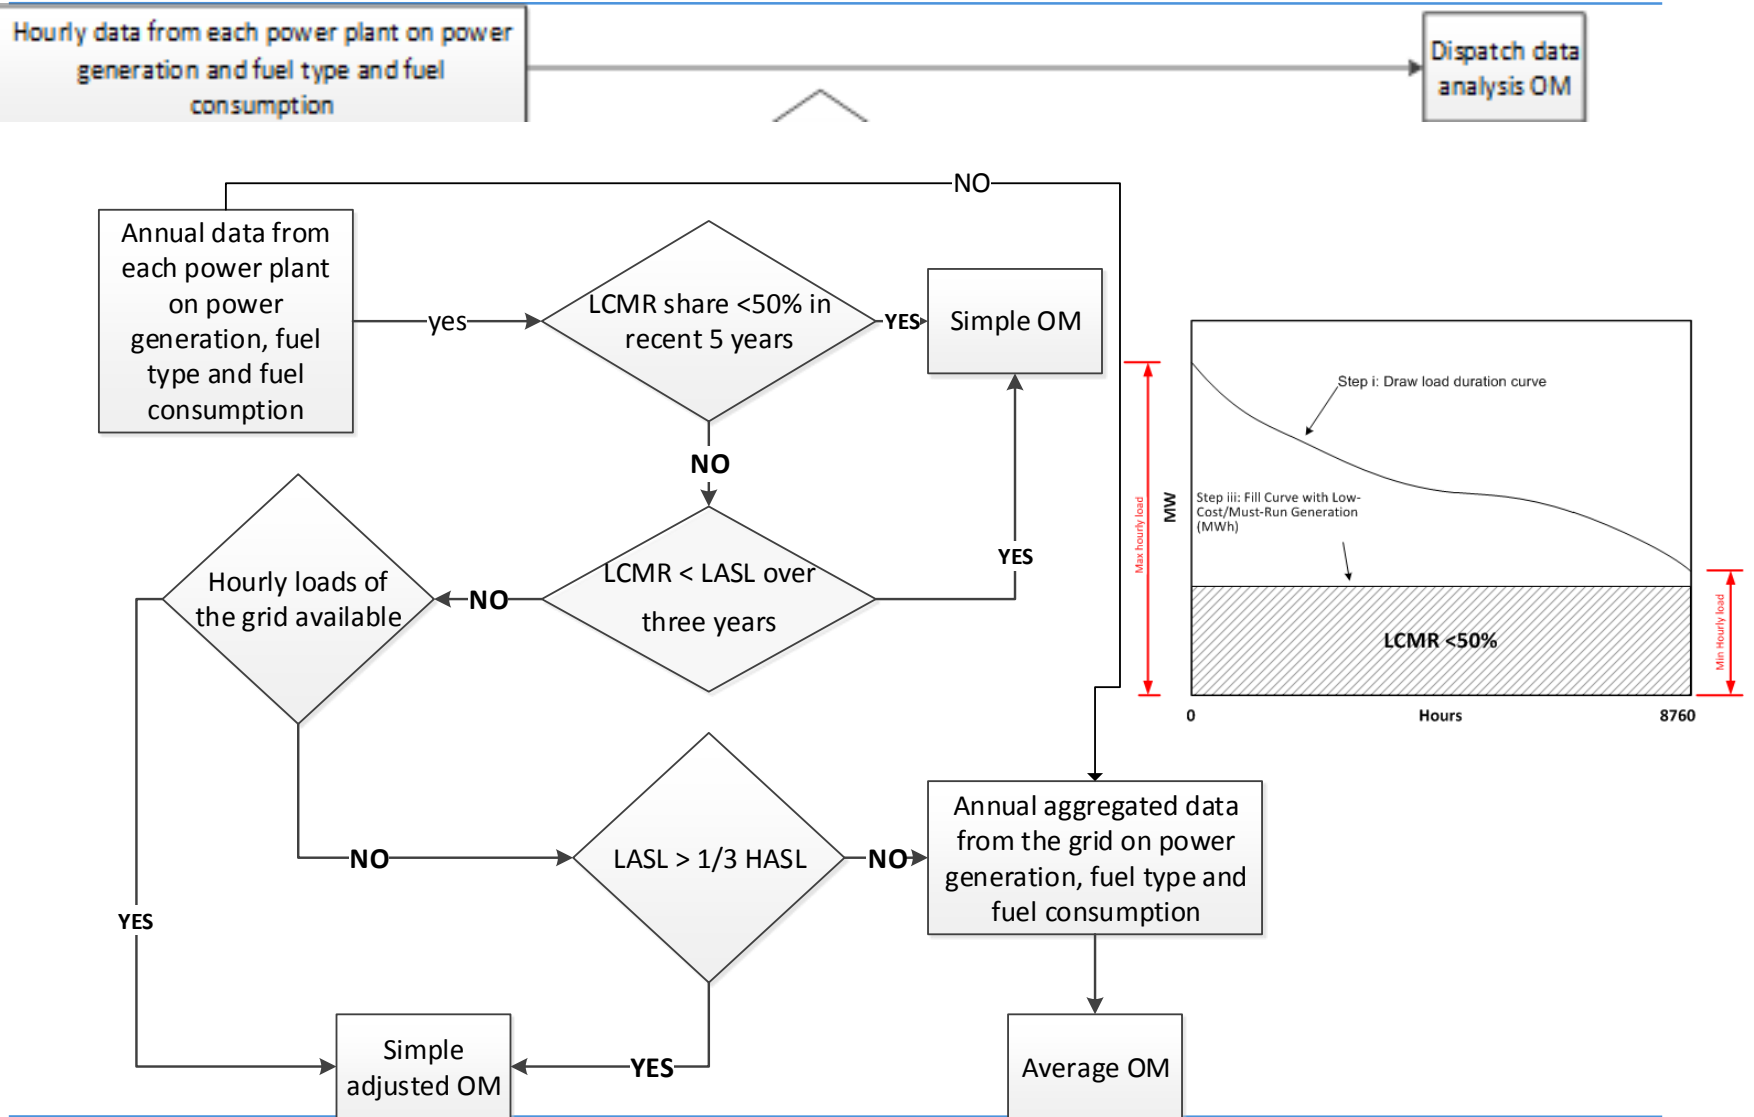 Hourly data from each power plant on power
generation and fuel type and fuel
consumption
Dispatch data
analysis OM
NO
Annual data from
each power plant
on power
generation, fuel
type and fuel
consumption
yes
LCMR share <50% in
recent 5 years
YES
Simple OM
NO
LCMR < LASL over
three years
YES
NO
Hourly loads of
the grid available
YES
NO
LASL > 1/3 HASL
NO
Annual aggregated data
from the grid on power
generation, fuel type and
fuel consumption
YES
Simple
adjusted OM
Average OM
Max hourly load
MW
Step i: Draw load duration curve
Step iii: Fill Curve with Low-
Cost/Must-Run Generation
(MWh)
LCMR <50%
Min Hourly load
0
Hours
8760